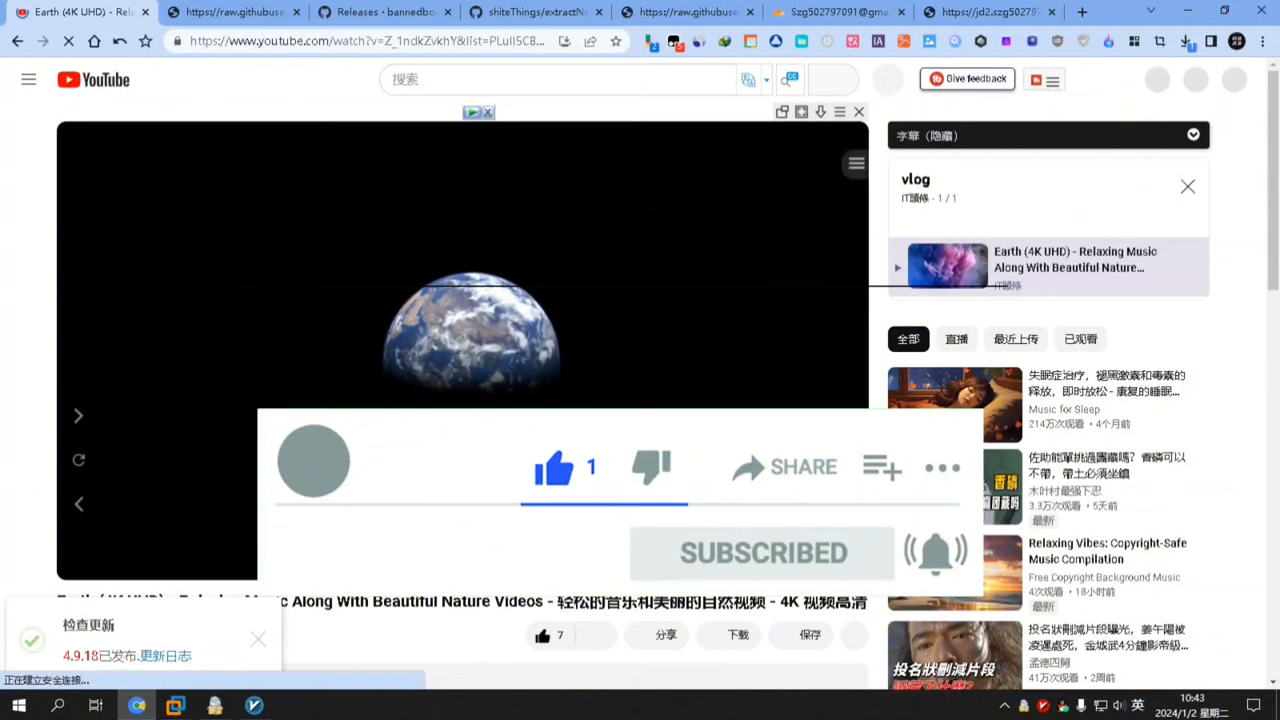 Earth (4K UHD) - Rela
https://raw.githubuse
Releases · bannedbo
shiteThings/extractNe
https://raw.githubuse
Szg502797091@gma
https://jd2.szg50279
https://www.youtube.com/watch?v=Z_1ndkZvkhY&list=PLuIl5C8...
YouTube
搜索
Give feedback
字幕（隐藏）
vlog
IT頭條 - 1 / 1
Earth (4K UHD) - Relaxing Music
Along With Beautiful Nature...
IT頭條
全部
直播
最近上传
已观看
失眠症治疗，褪黑激素和毒素的
释放，即时放松 - 康复的睡眠...
Music for Sleep
214万次观看 • 4个月前
佐助能單挑過團藏嗎？香磷可以
不帶，帶土必須坐鎮
木叶村最强下忍
3.3万次观看 • 5天前
最新
Relaxing Vibes: Copyright-Safe
Music Compilation
Free Copyright Background Music
4次观看 • 18小时前
最新
投名狀刪減片段曝光，姜午陽被
凌遲處死，金城武4分鐘影帝級...
孟德四舅
41万次观看 • 2周前
投名狀刪減片段
1
SHARE
SUBSCRIBED
Earth (4K UHD) - Relaxing Music Along With Beautiful Nature Videos - 轻松的音乐和美丽的自然视频 - 4K 视频高清
7
分享
下载
保存
检查更新
4.9.18已发布.更新日志
正在建立安全连接...
英
10:43
2024/1/2 星期二